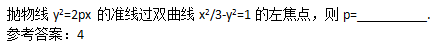 抛物线 y²=2px 的准线过双曲线 x²/3-y²=1 的左焦点，则 p=__________.
参考答案：4